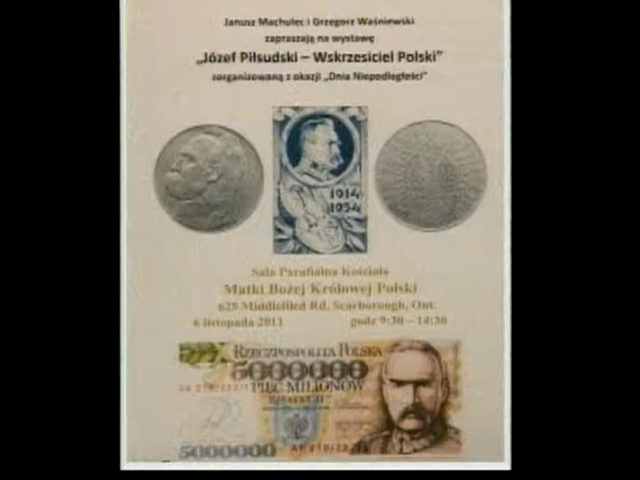 Janusz Machulec i Grzegorz Waśniewski
zapraszają na wystawę
„Józef Piłsudski – Wskrzesiciel Polski"
zorganizowaną z okazji „Dnia Niepodległości"
1914
1934
Sala Parafialna Kościoła
Matki Bożej Królowej Polski
625 Middlefiled Rd. Scarborough, Ont.
6 listopada 2011 godz 9:30 – 14:30
RZECZPOSPOLITA POLSKA
5000000
PIĘĆ MILIONÓW
ZŁOTYCH
5000000